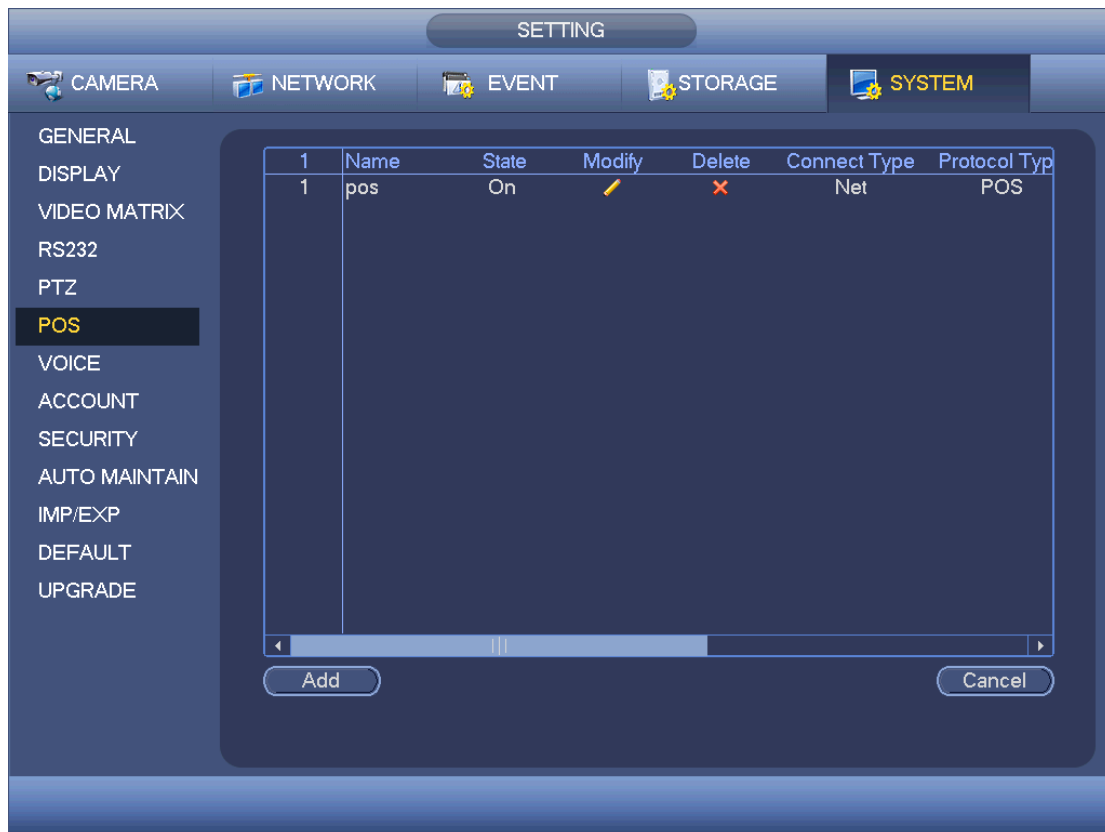 SETTING
CAMERA NETWORK EVENT STORAGE SYSTEM
GENERAL
DISPLAY
VIDEO MATRIX
RS232
PTZ
POS
VOICE
ACCOUNT
SECURITY
AUTO MAINTAIN
IMP/EXP
DEFAULT
UPGRADE
1 Name State Modify Delete Connect Type Protocol Typ
1 pos On Net POS
Add Cancel